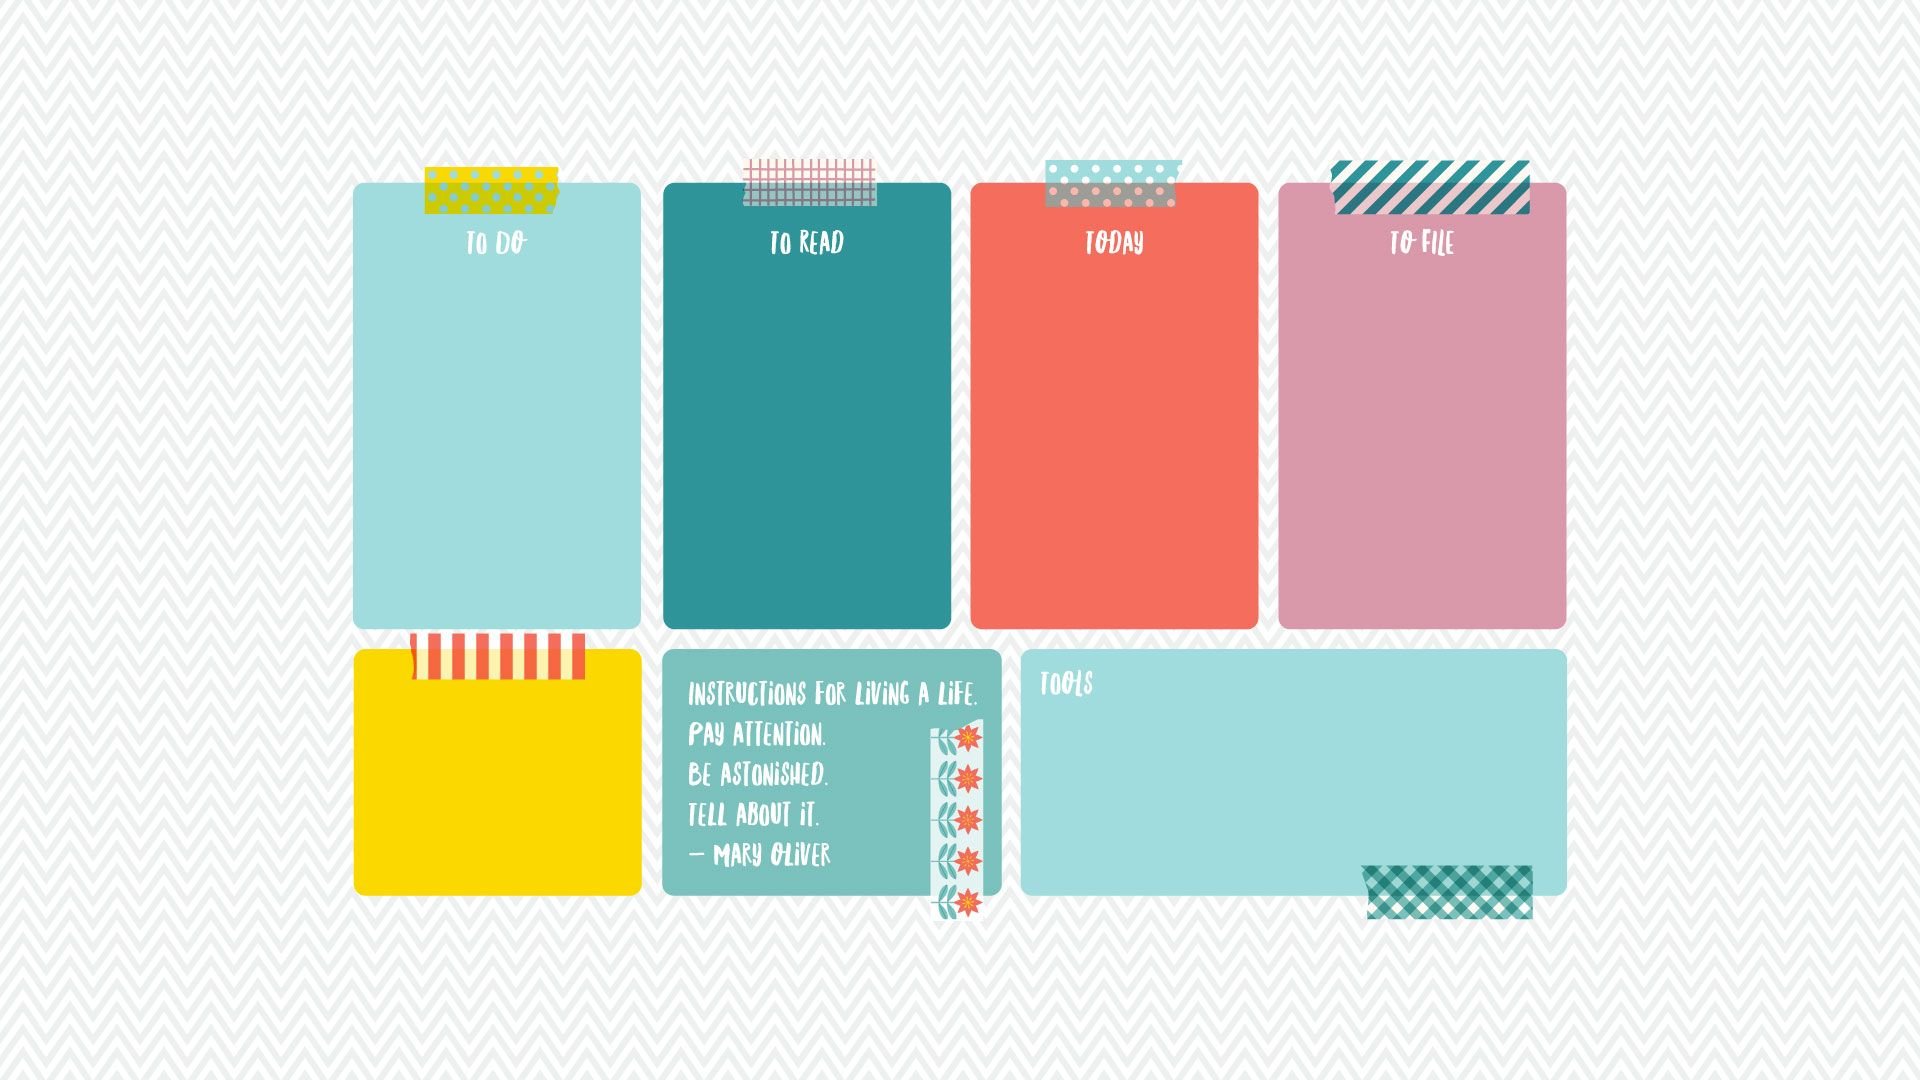 TO DO
TO READ
TODAY
TO FILE
INSTRUCTIONS FOR LIVING A LIFE.
PAY ATTENTION.
BE ASTONISHED.
TELL ABOUT IT.
– MARY OLIVER
TOOLS